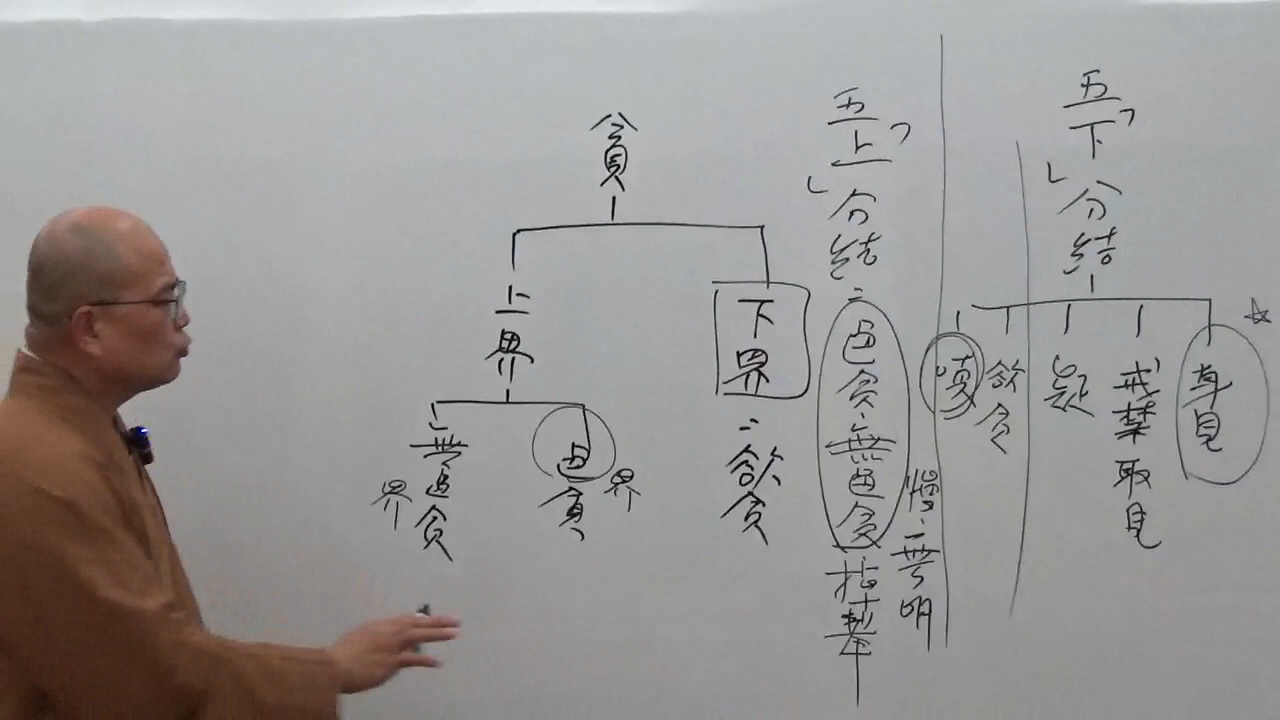 五「下」分結
身見
戒禁取見
疑
欲貪
瞋
五「上」分結:
色貪、無色貪、掉舉
慢、無明
貪
下界:欲貪
上界
色貪
界
無色貪
界